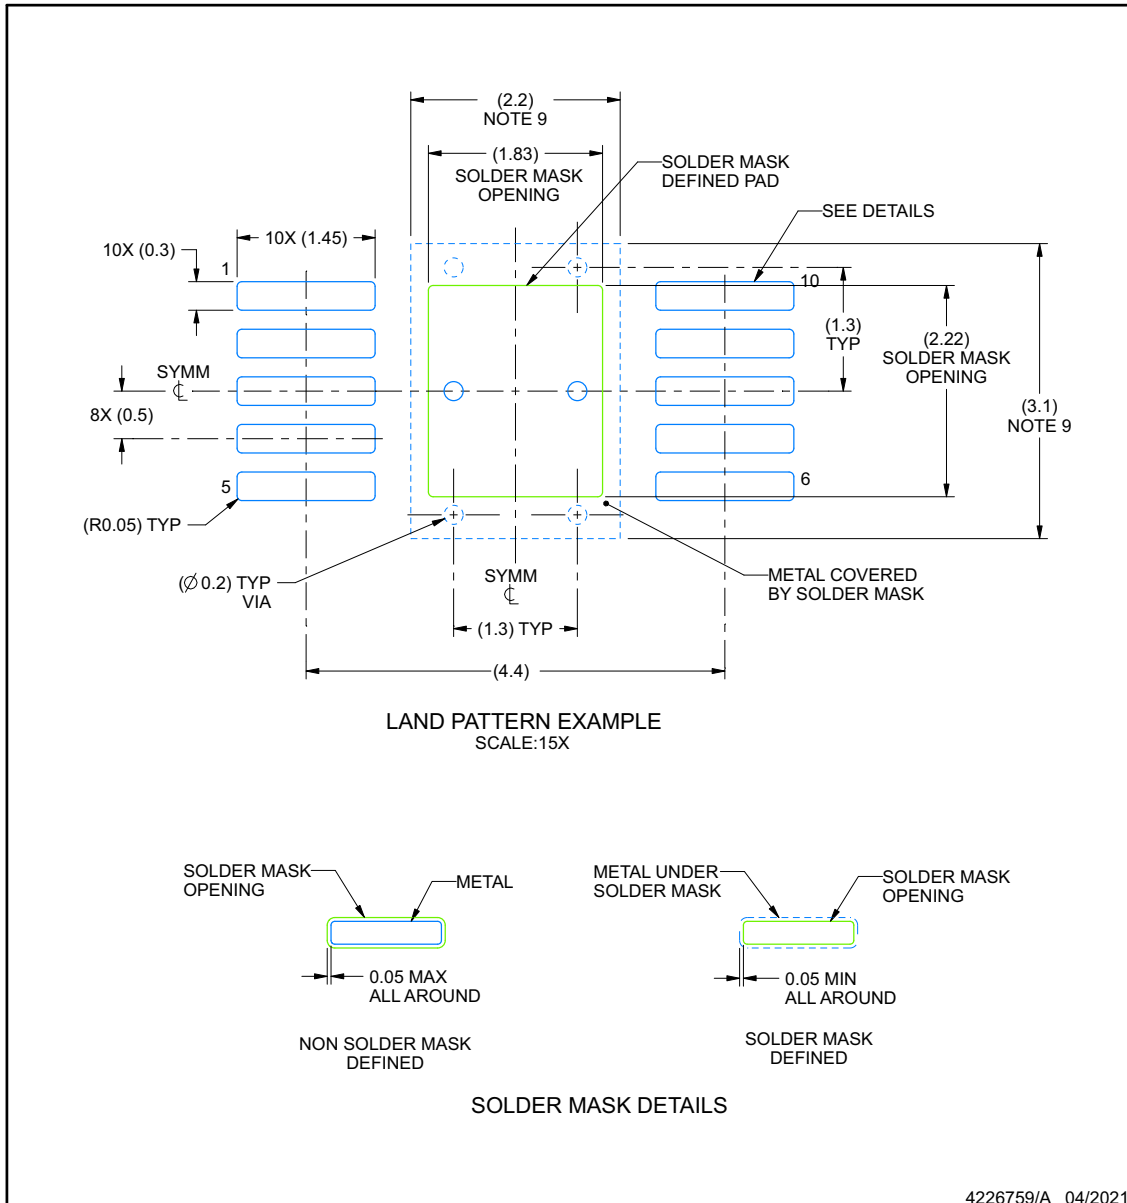 (2.2)
NOTE 9
(1.83)
SOLDER MASK
OPENING
SOLDER MASK
DEFINED PAD
SEE DETAILS
10X (1.45)
10X (0.3)
1
10
(1.3)
TYP
(2.22)
SOLDER MASK
OPENING
SYMM
℄
8X (0.5)
(3.1)
NOTE 9
5
6
(R0.05) TYP
(Ø 0.2) TYP
VIA
SYMM
℄
METAL COVERED
BY SOLDER MASK
(1.3) TYP
(4.4)
LAND PATTERN EXAMPLE
SCALE:15X
SOLDER MASK
OPENING
METAL
0.05 MAX
ALL AROUND
NON SOLDER MASK
DEFINED
METAL UNDER
SOLDER MASK
SOLDER MASK
OPENING
0.05 MIN
ALL AROUND
SOLDER MASK
DEFINED
SOLDER MASK DETAILS
4226759/A 04/2021